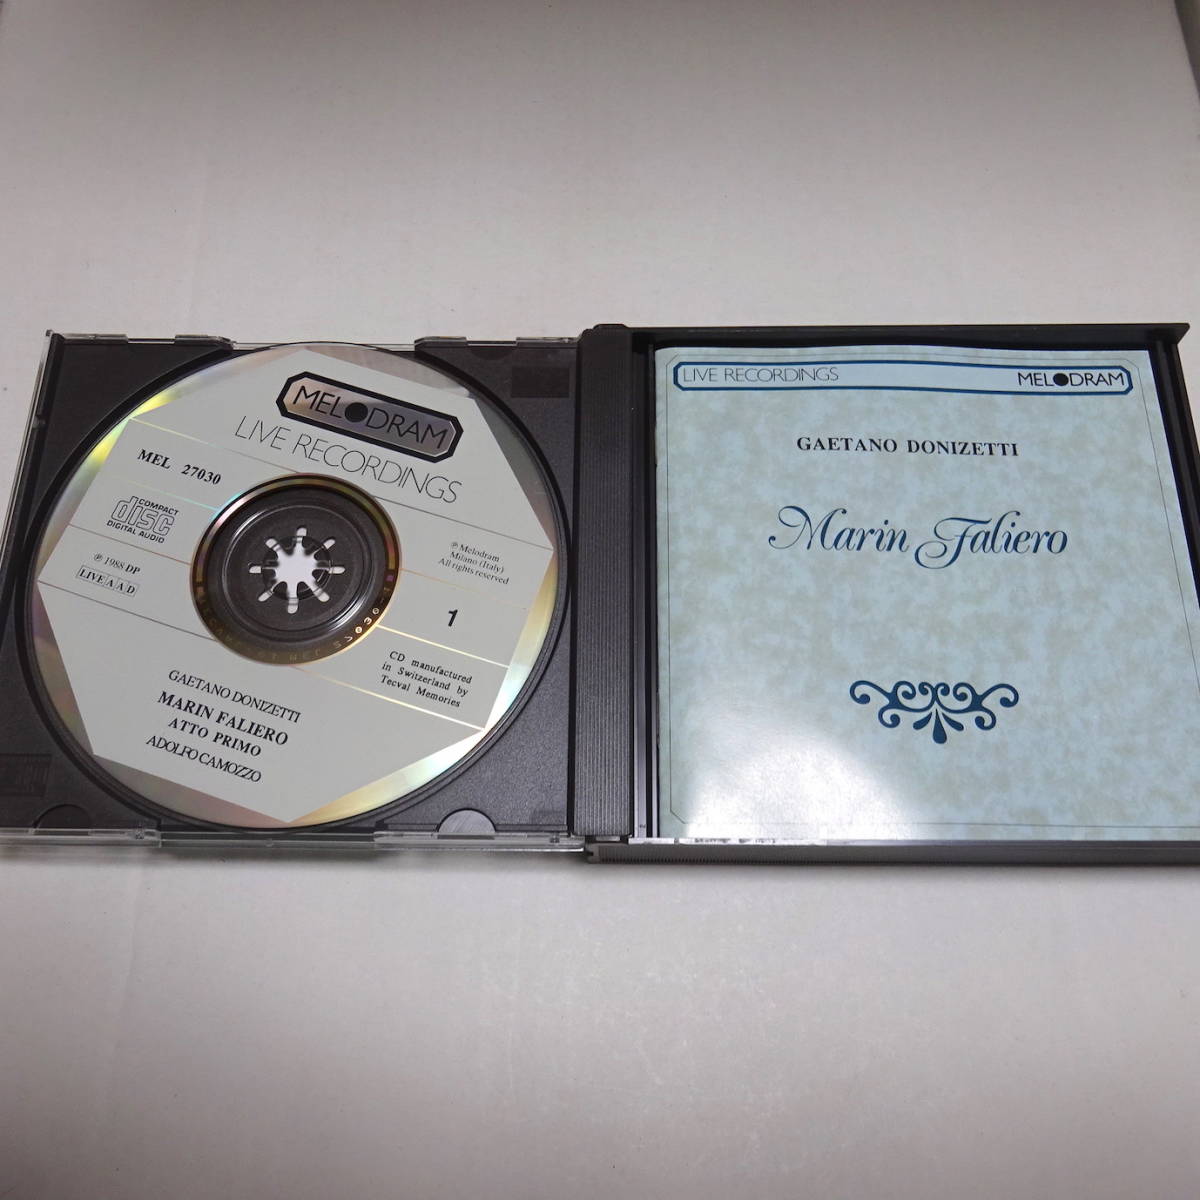 MELODRAM
LIVE RECORDINGS
MEL 27030
COMPACT
disc
DIGITAL AUDIO
℗ 1988 DP
LIVE A A D
℗ Melodram
Milano (Italy)
All rights reserved
1
CD manufactured
in Switzerland by
Tecval Memories
GAETANO DONIZETTI
MARIN FALIERO
ATTO PRIMO
ADOLFO CAMOZZO
LIVE RECORDINGS MELODRAM
GAETANO DONIZETTI
Marin Faliero